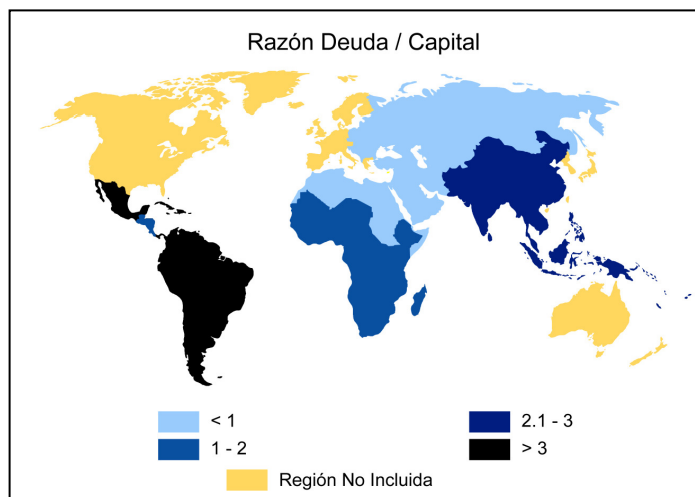 Razón Deuda / Capital
< 1
2.1 - 3
1 - 2
> 3
Región No Incluida